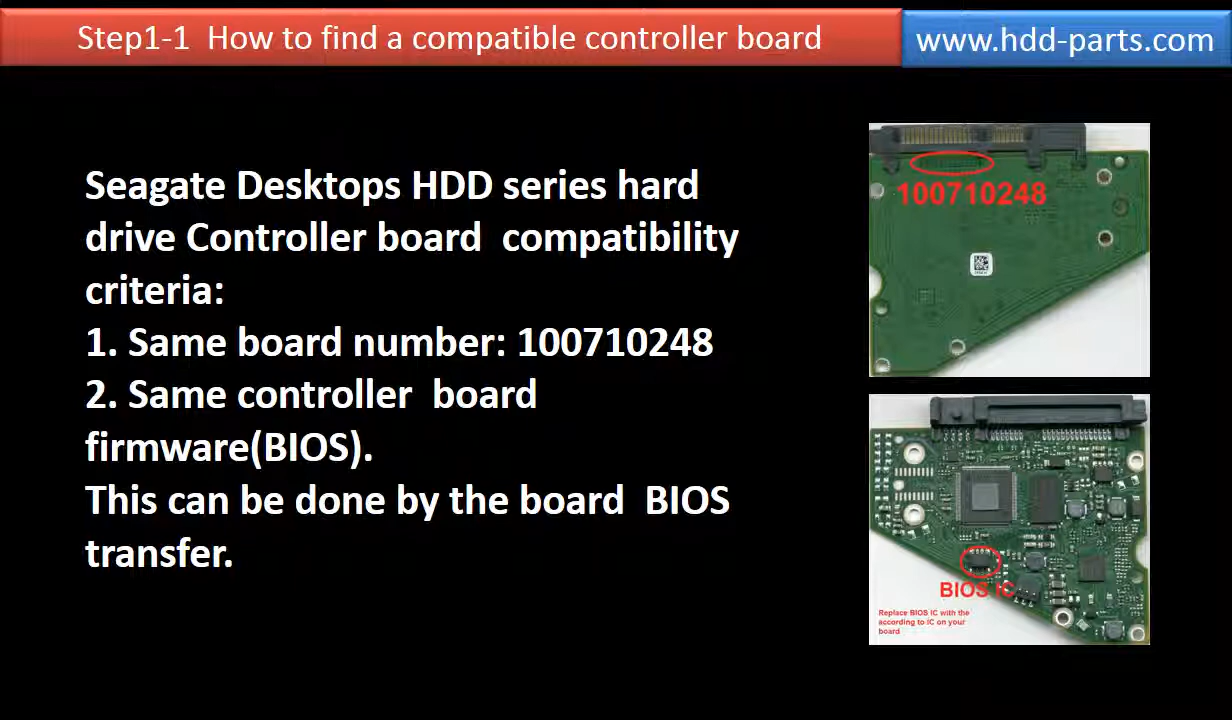 Step1-1 How to find a compatible controller board
www.hdd-parts.com
Seagate Desktops HDD series hard
drive Controller board compatibility
criteria:
1. Same board number: 100710248
2. Same controller board
firmware(BIOS).
This can be done by the board BIOS
transfer.
100710248
BIOS IC
Replace BIOS IC with the
according to IC on your
board